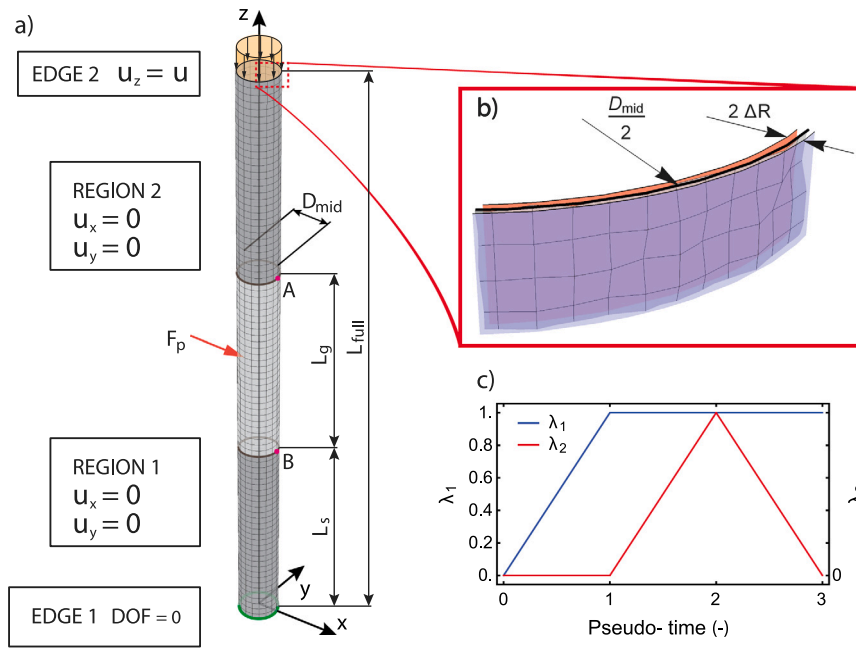 a)
z
EDGE 2 u_z = u
REGION 2
u_x = 0
u_y = 0
D_mid
A
F_p
L_g
L_full
B
REGION 1
u_x = 0
u_y = 0
L_s
y
x
EDGE 1 DOF = 0
b)
D_mid
2
2 ΔR
c)
1.
0.8
0.6
0.4
0.2
0.
λ_1
λ_1
λ_2
0
0
1
2
3
Pseudo- time (-)